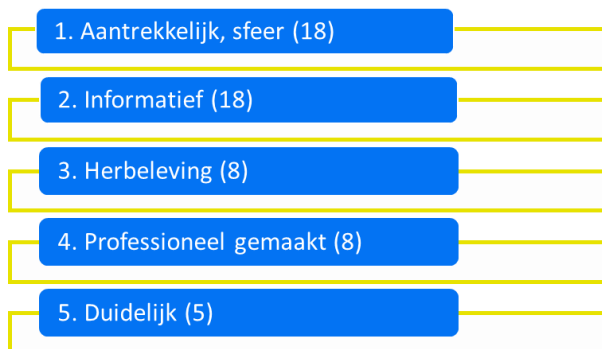 1. Aantrekkelijk, sfeer (18)
2. Informatief (18)
3. Herbeleving (8)
4. Professioneel gemaakt (8)
5. Duidelijk (5)